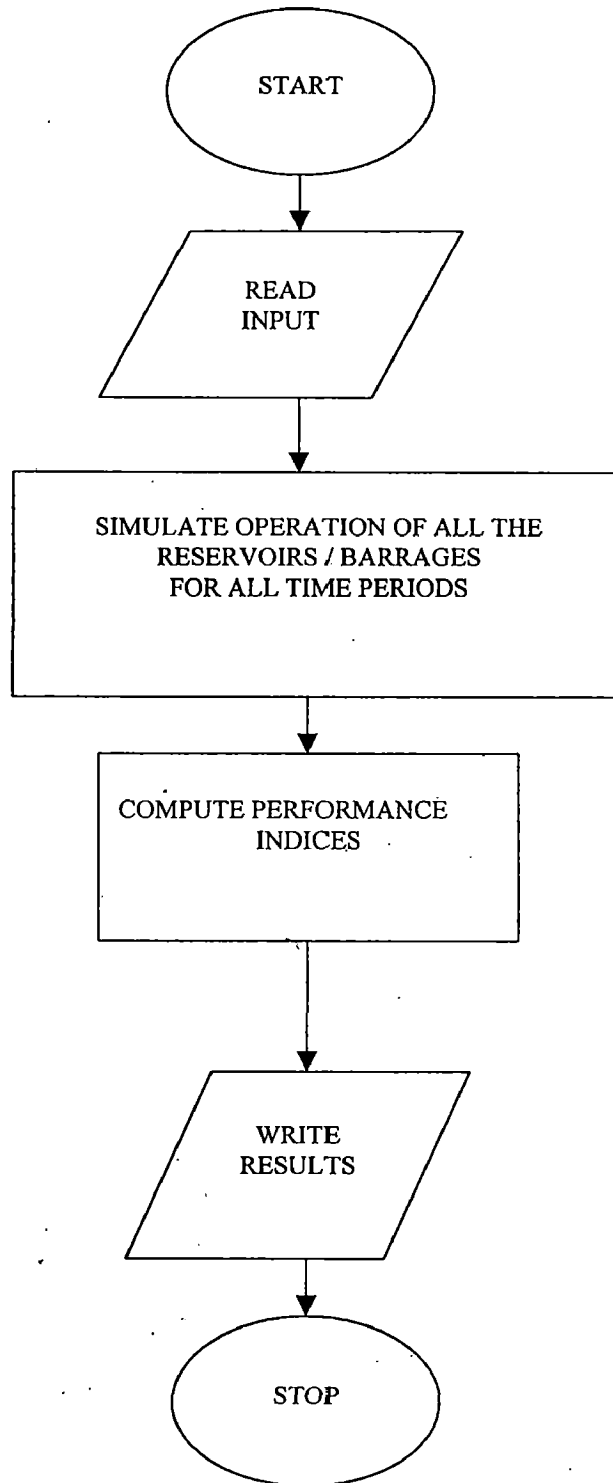 START
READ
INPUT
SIMULATE OPERATION OF ALL THE
RESERVOIRS / BARRAGES
FOR ALL TIME PERIODS
COMPUTE PERFORMANCE
INDICES
WRITE
RESULTS
STOP